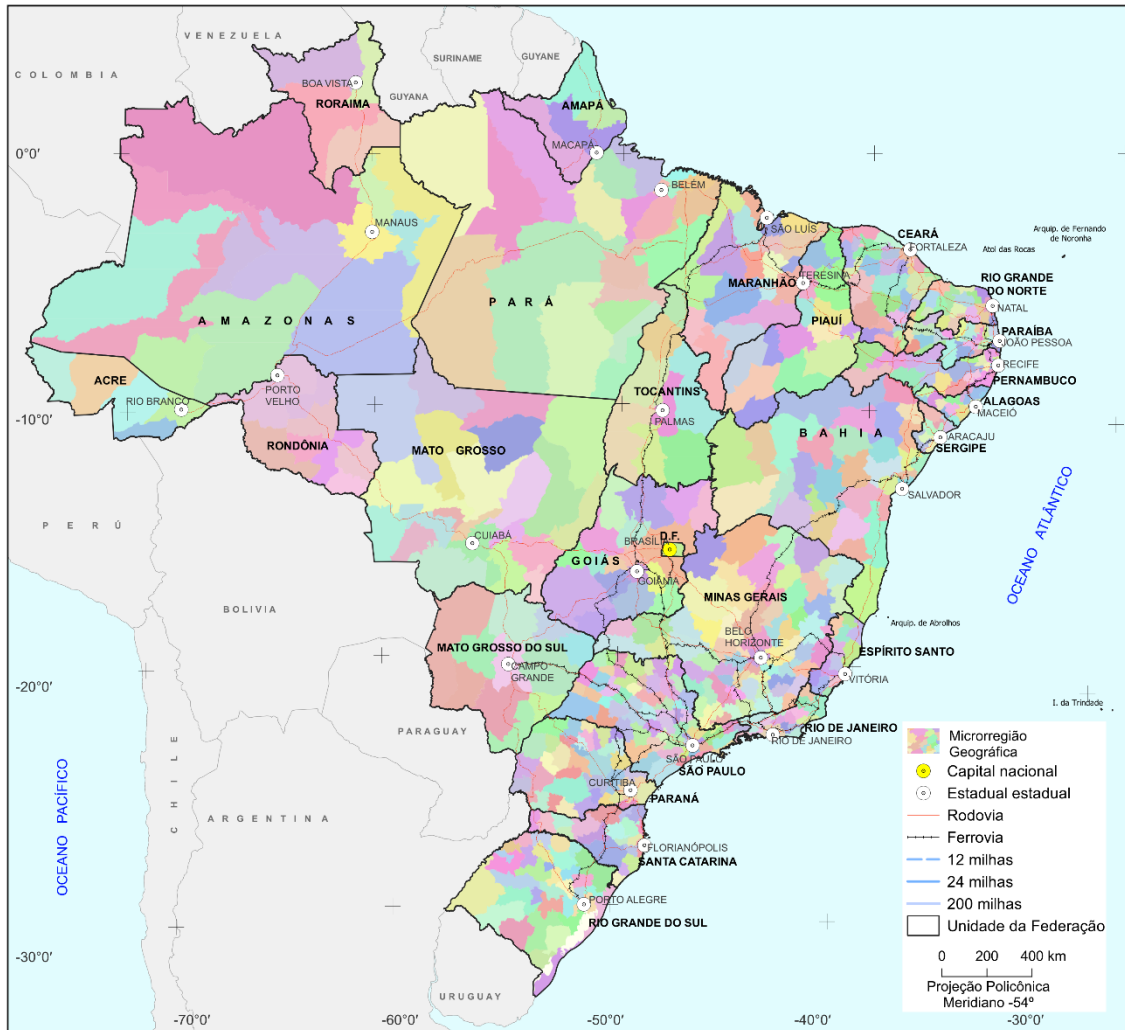 VENEZUELA
COLOMBIA
SURINAME
GUYANE
GUYANA
BOA VISTA
RORAIMA
AMAPÁ
MACAPÁ
0°0'
BELÉM
MANAUS
SÃO LUÍS
CEARÁ
FORTALEZA
Arquip. de Fernando
de Noronha
Atol das Rocas
RIO GRANDE
DO NORTE
NATAL
MARANHÃO
TERESINA
PARÁ
AMAZONAS
PIAUÍ
PARAÍBA
JOÃO PESSOA
RECIFE
PERNAMBUCO
ACRE
RIO BRANCO
PORTO
VELHO
TOCANTINS
PALMAS
ALAGOAS
MACEIÓ
-10°0'
RONDÔNIA
MATO GROSSO
BAHIA
ARACAJU
SERGIPE
SALVADOR
PERÚ
CUIABÁ
BRASÍLIA
D.F.
GOIÁS
GOIÂNIA
MINAS GERAIS
OCEANO ATLÂNTICO
BOLIVIA
Arquip. de Abrolhos
BELO
HORIZONTE
MATO GROSSO DO SUL
CAMPO
GRANDE
ESPÍRITO SANTO
VITÓRIA
-20°0'
I. da Trindade
PARAGUAY
RIO DE JANEIRO
RIO DE JANEIRO
SÃO PAULO
SÃO PAULO
CURITIBA
PARANÁ
OCEANO PACÍFICO
CHILE
ARGENTINA
FLORIANÓPOLIS
SANTA CATARINA
PORTO ALEGRE
RIO GRANDE DO SUL
-30°0'
URUGUAY
-70°0'
-60°0'
-50°0'
-40°0'
-30°0'
Microrregião
Geográfica
Capital nacional
Estadual estadual
Rodovia
Ferrovia
12 milhas
24 milhas
200 milhas
Unidade da Federação
0 200 400 km
Projeção Policônica
Meridiano -54º